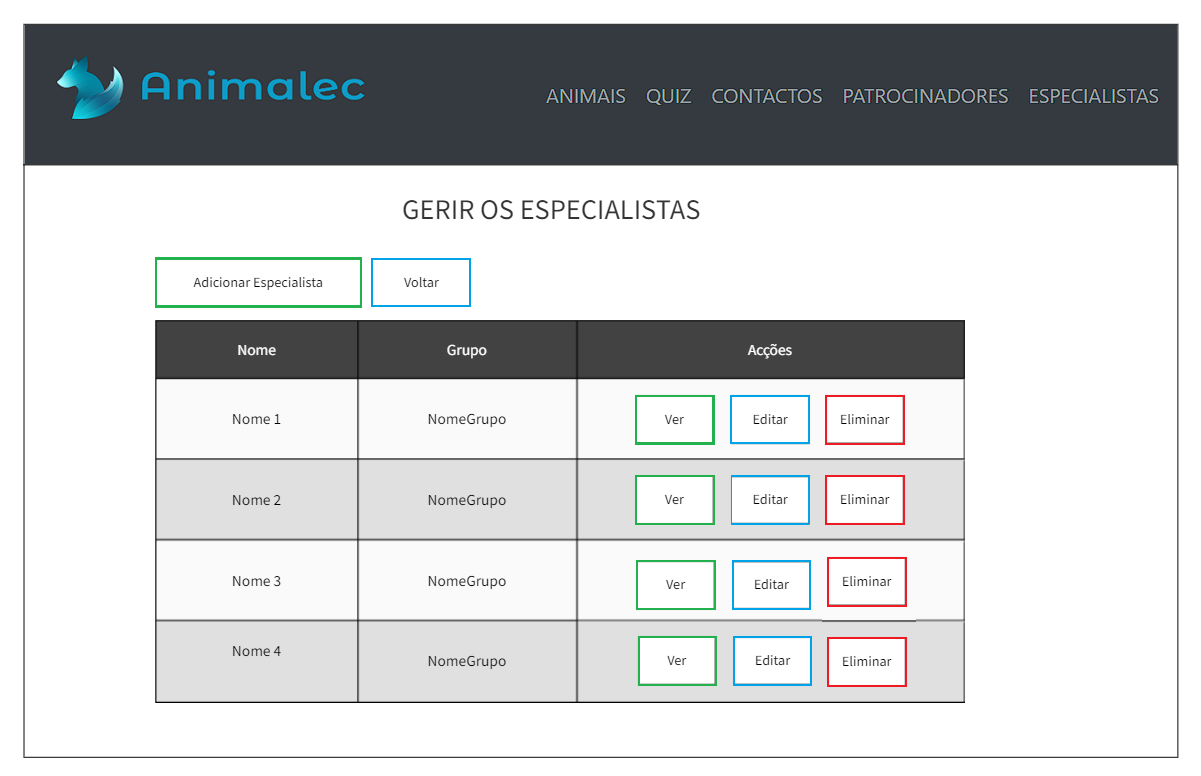 Animalec
ANIMAIS QUIZ CONTACTOS PATROCINADORES ESPECIALISTAS
GERIR OS ESPECIALISTAS
Adicionar Especialista Voltar
Nome Grupo Acções
Nome 1 NomeGrupo Ver Editar Eliminar
Nome 2 NomeGrupo Ver Editar Eliminar
Nome 3 NomeGrupo Ver Editar Eliminar
Nome 4 NomeGrupo Ver Editar Eliminar